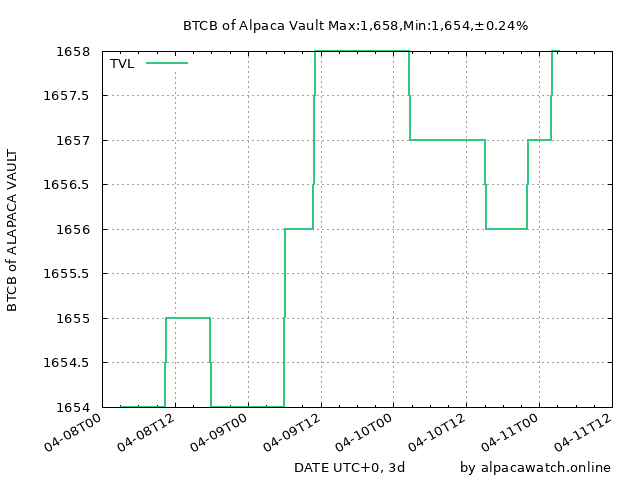 BTCB of Alpaca Vault Max:1,658,Min:1,654,±0.24%
TVL
BTCB of ALAPACA VAULT
1658
1657.5
1657
1656.5
1656
1655.5
1655
1654.5
1654
04-08T00
04-08T12
04-09T00
04-09T12
04-10T00
04-10T12
04-11T00
04-11T12
DATE UTC+0, 3d
by alpacawatch.online